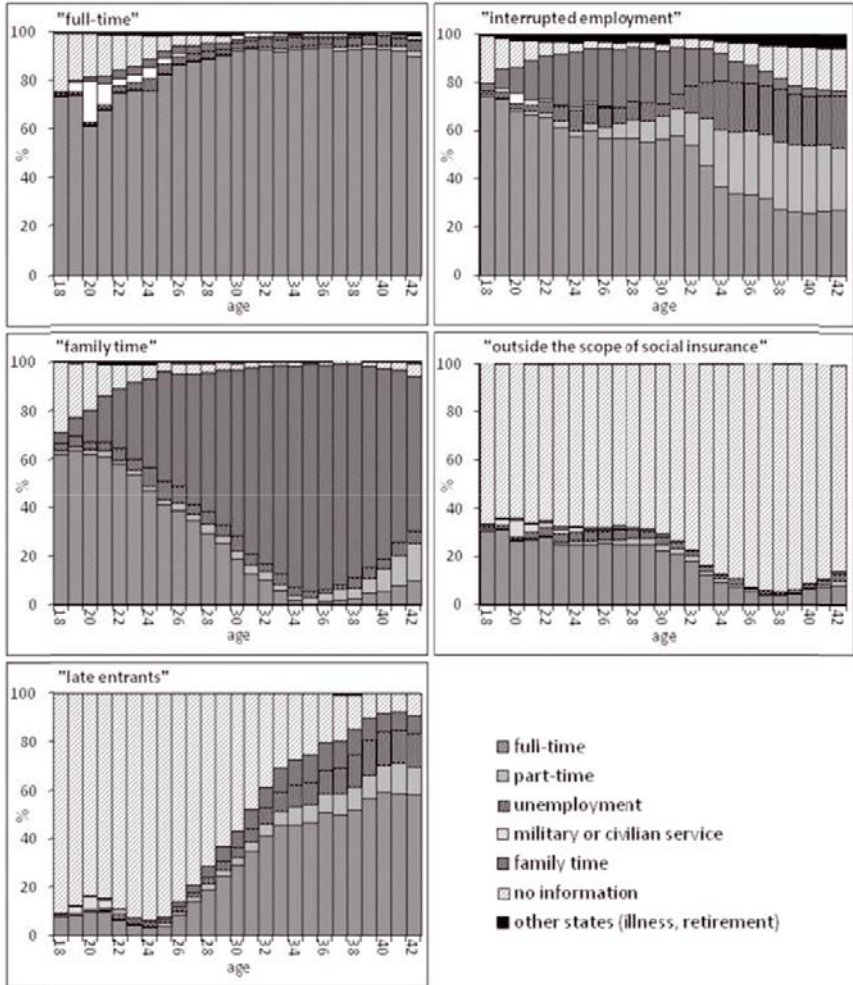 "full-time"
100
80
60
%
40
20
0
18 20 22 24 26 28 30 32 34 36 38 40 42
age
"interrupted employment"
100
80
60
%
40
20
0
18 20 22 24 26 28 30 32 34 36 38 40 42
age
"family time"
100
80
60
%
40
20
0
18 20 22 24 26 28 30 32 34 36 38 40 42
age
"outside the scope of social insurance"
100
80
60
%
40
20
0
18 20 22 24 26 28 30 32 34 36 38 40 42
age
"late entrants"
100
80
60
%
40
20
0
18 20 22 24 26 28 30 32 34 36 38 40 42
age
full-time
part-time
unemployment
military or civilian service
family time
no information
other states (illness, retirement)